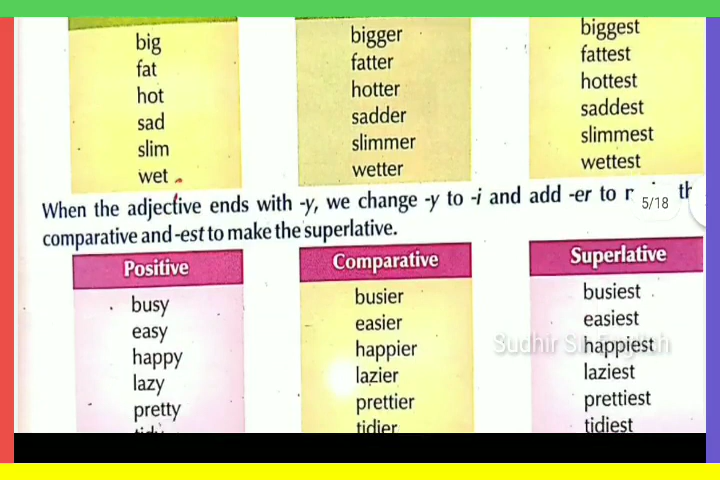 big bigger biggest
fat fatter fattest
hot hotter hottest
sad sadder saddest
slim slimmer slimmest
wet wetter wettest
When the adjective ends with -y, we change -y to -i and add -er to
5/18
comparative and -est to make the superlative.
Positive Comparative Superlative
busy busier busiest
easy easier easiest
happy happier happiest
Sudhir Sir English
lazy lazier laziest
pretty prettier prettiest
tidier tidiest